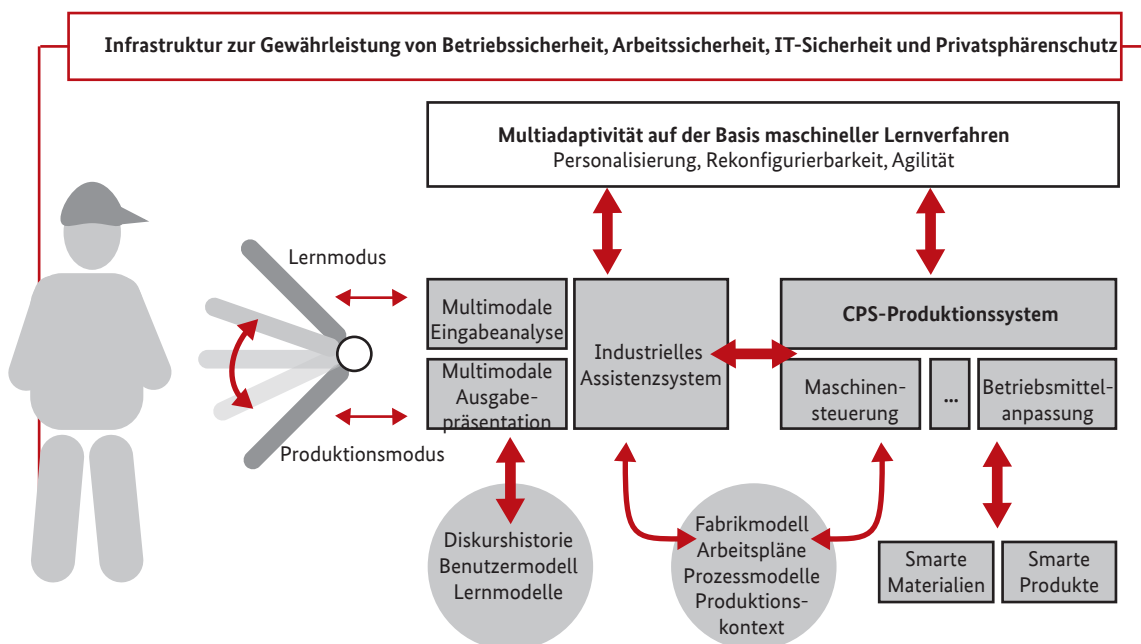 Infrastruktur zur Gewährleistung von Betriebssicherheit, Arbeitssicherheit, IT-Sicherheit und Privatsphärenschutz
Multiadaptivität auf der Basis maschineller Lernverfahren
Personalisierung, Rekonfigurierbarkeit, Agilität
Lernmodus
Produktionsmodus
Multimodale
Eingabeanalyse
Multimodale
Ausgabe-
präsentation
Industrielles
Assistenzsystem
CPS-Produktionssystem
Maschinen-
steuerung
...
Betriebsmittel-
anpassung
Diskurshistorie
Benutzermodell
Lernmodelle
Fabrikmodell
Arbeitspläne
Prozessmodelle
Produktions-
kontext
Smarte
Materialien
Smarte
Produkte